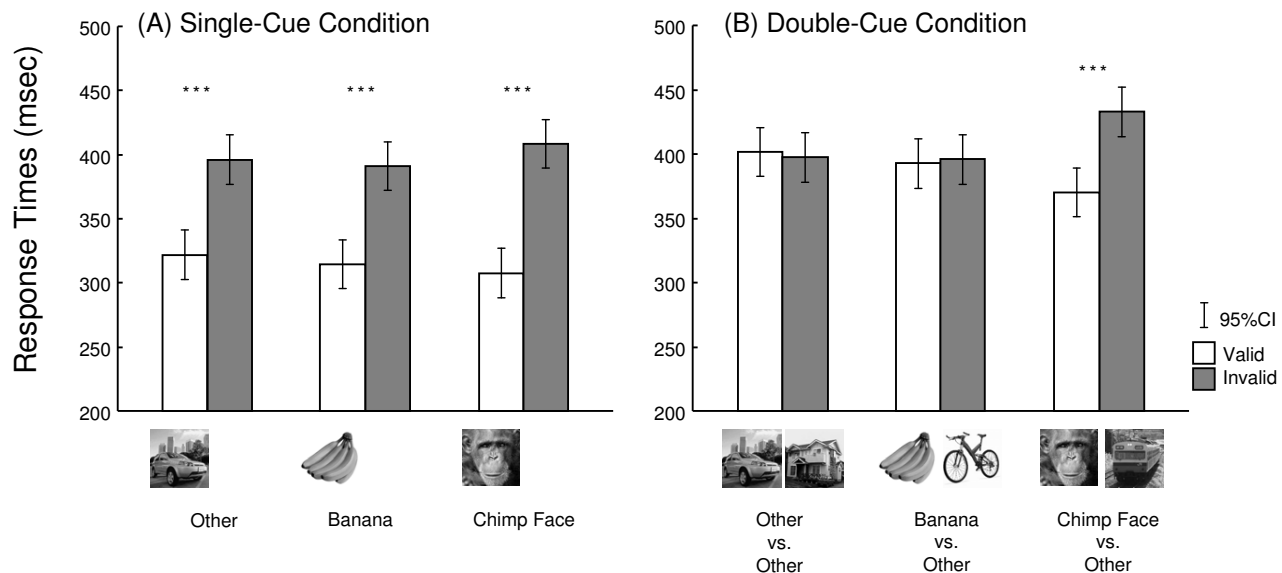 (A) Single-Cue Condition
Response Times (msec)
500
450
400
350
300
250
200
***
***
***
Other
Banana
Chimp Face
(B) Double-Cue Condition
500
450
400
350
300
250
200
***
95%CI
Valid
Invalid
Other
vs.
Other
Banana
vs.
Other
Chimp Face
vs.
Other